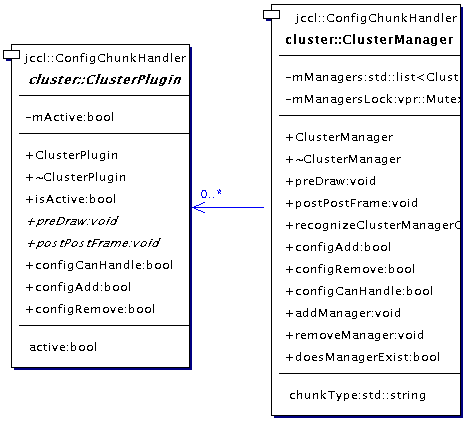 jccl::ConfigChunkHandler
cluster::ClusterPlugin
-mActive:bool
+ClusterPlugin
+~ClusterPlugin
+isActive:bool
+preDraw:void
+postPostFrame:void
+configCanHandle:bool
+configAdd:bool
+configRemove:bool
active:bool
0..*
jccl::ConfigChunkHandler
cluster::ClusterManager
-mManagers:std::list<Clust
-mManagersLock:vpr::Mutex
+ClusterManager
+~ClusterManager
+preDraw:void
+postPostFrame:void
+recognizeClusterManagerC
+configAdd:bool
+configRemove:bool
+configCanHandle:bool
+addManager:void
+removeManager:void
+doesManagerExist:bool
chunkType:std::string